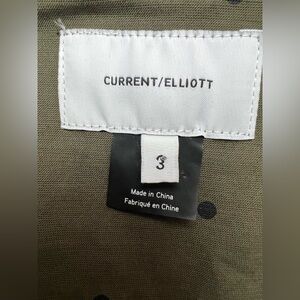 CURRENT/ELLIOTT
3
Made in China
Fabriqué en Chine